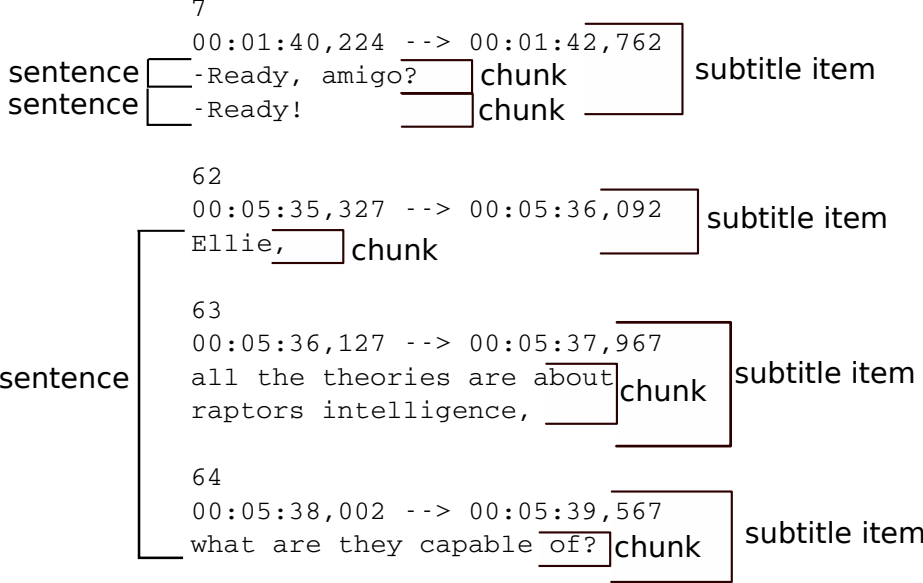 7
00:01:40,224 --> 00:01:42,762
sentence -Ready, amigo? chunk subtitle item
sentence -Ready! chunk
62
00:05:35,327 --> 00:05:36,092 subtitle item
Ellie, chunk
63
00:05:36,127 --> 00:05:37,967
sentence all the theories are about chunk subtitle item
raptors intelligence,
64
00:05:38,002 --> 00:05:39,567
what are they capable of? chunk subtitle item